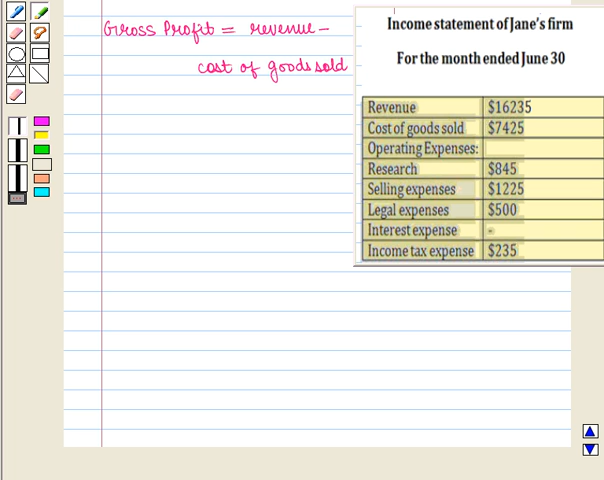 Gross Profit = revenue -
cost of goods sold
Income statement of Jane's firm
For the month ended June 30
Revenue $16235
Cost of goods sold $7425
Operating Expenses:
Research $845
Selling expenses $1225
Legal expenses $500
Interest expense -
Income tax expense $235